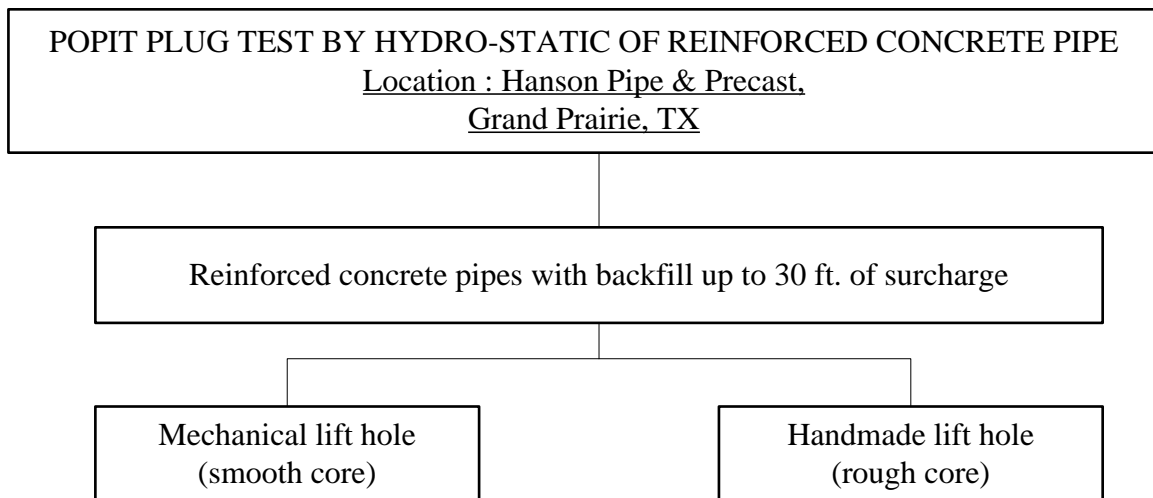 POPIT PLUG TEST BY HYDRO-STATIC OF REINFORCED CONCRETE PIPE
Location : Hanson Pipe & Precast,
Grand Prairie, TX
Reinforced concrete pipes with backfill up to 30 ft. of surcharge
Mechanical lift hole
(smooth core)
Handmade lift hole
(rough core)